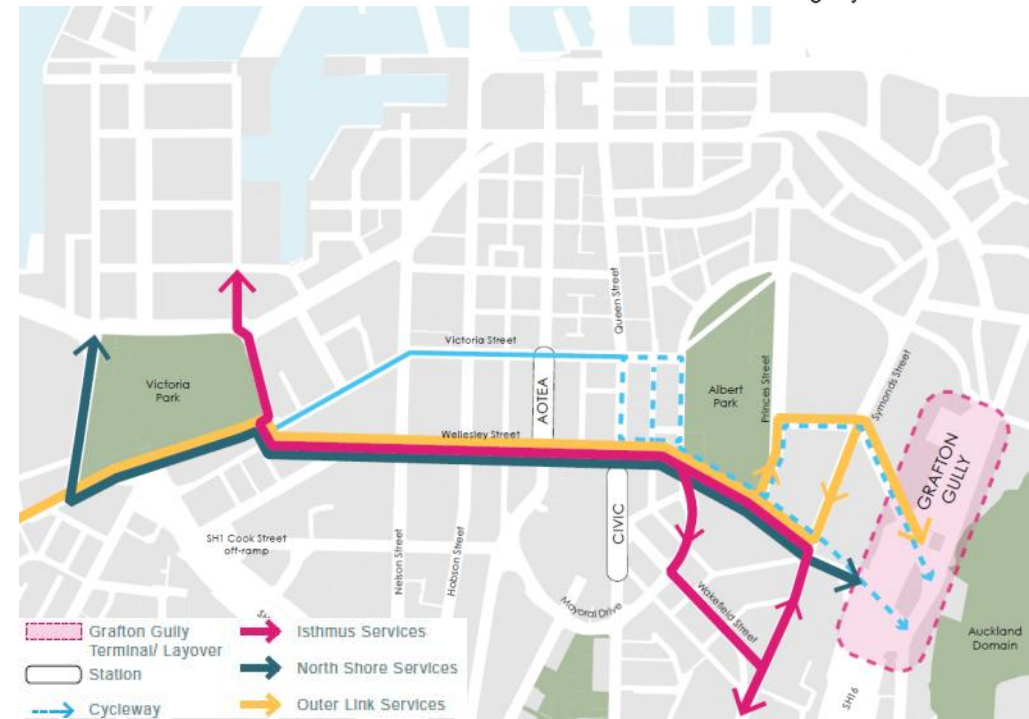 Queen Street
Victoria Street
Symonds Street
Victoria
Park
AOTEA
Albert
Park
Princes Street
Wellesley Street
GRAFTON
GULLY
SH1 Cook Street
off-ramp
Nelson Street
Hobson Street
CIVIC
Mayoral Drive
Wakefield Street
Auckland
Domain
SH16
Grafton Gully
Terminal/ Layover
Station
Cycleway
Isthmus Services
North Shore Services
Outer Link Services